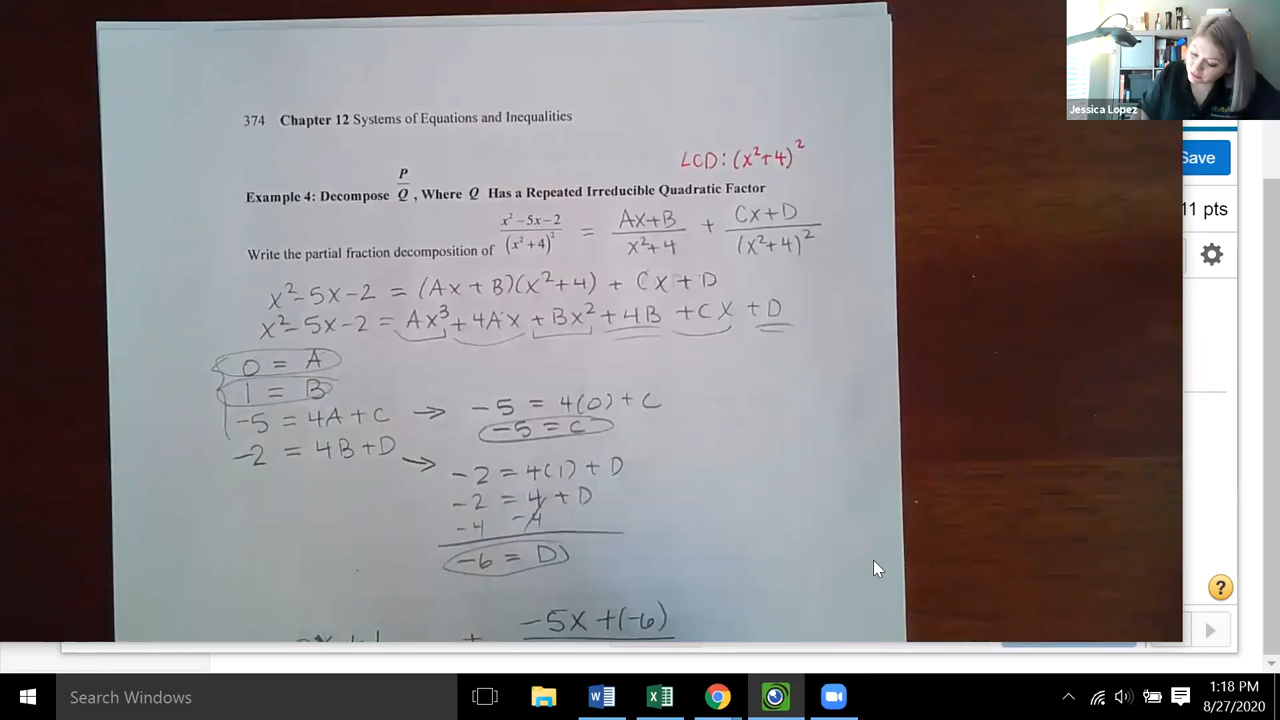 Jessica Lopez
374 Chapter 12 Systems of Equations and Inequalities
LCD: (x²+4)²
Example 4: Decompose P/Q, Where Q Has a Repeated Irreducible Quadratic Factor
Write the partial fraction decomposition of (x²−5x−2)/(x²+4)² = (Ax+B)/(x²+4) + (Cx+D)/(x²+4)²
x²−5x−2 = (Ax+B)(x²+4) + Cx+D
x²−5x−2 = Ax³+4Ax+Bx²+4B+Cx+D
0 = A
1 = B
-5 = 4A+C → -5 = 4(0)+C
-5 = C
-2 = 4B+D → -2 = 4(1)+D
-2 = 4+D
-4 -4
-6 = D
+ -5x+(-6)
Save
11 pts
?
Search Windows
1:18 PM
8/27/2020